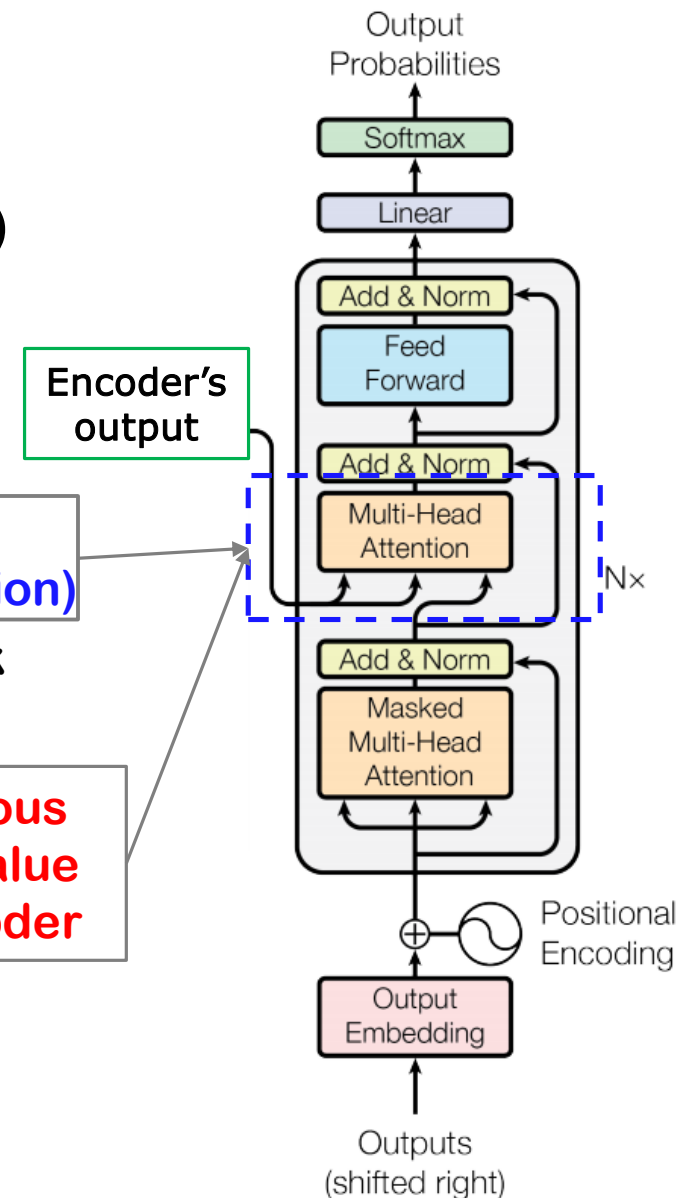 Output
Probabilities
Softmax
Linear
)
Add & Norm
Feed
Forward
Encoder's
output
Add & Norm
Multi-Head
Attention
ion)
N×
Add & Norm
Masked
Multi-Head
Attention
ous
alue
oder
Positional
Encoding
Output
Embedding
Outputs
(shifted right)